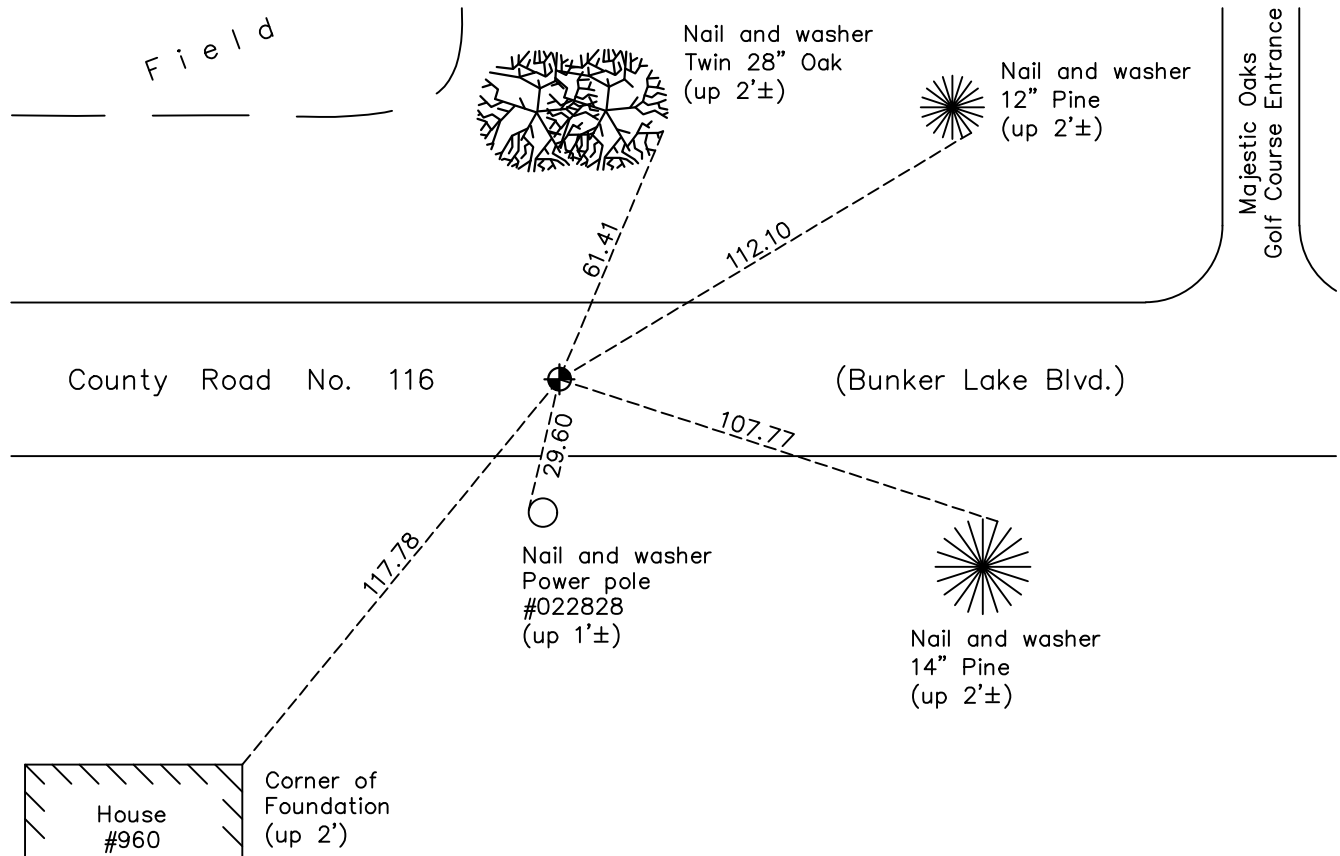 Field
Nail and washer
Twin 28" Oak
(up 2'±)
Nail and washer
12" Pine
(up 2'±)
Majestic Oaks
Golf Course Entrance
61.41
112.10
County Road No. 116
(Bunker Lake Blvd.)
29.60
107.77
117.78
Nail and washer
Power pole
#022828
(up 1'±)
Nail and washer
14" Pine
(up 2'±)
Corner of
Foundation
(up 2')
House
#960